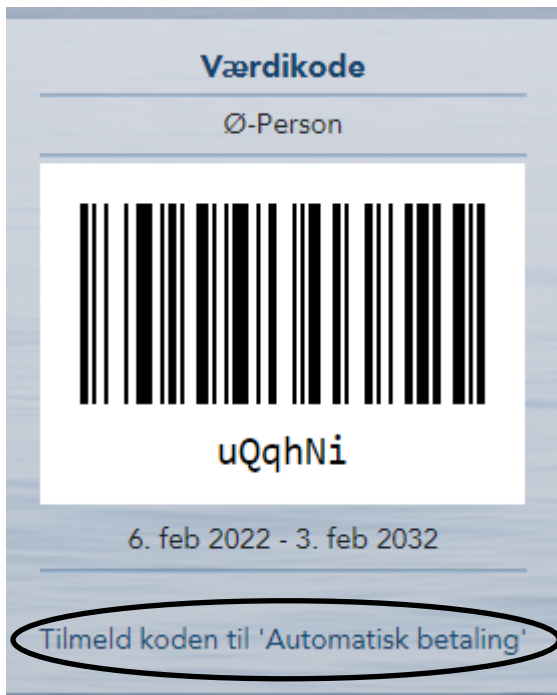 Værdikode
Ø-Person
uQqhNi
6. feb 2022 - 3. feb 2032
Tilmeld koden til 'Automatisk betaling'